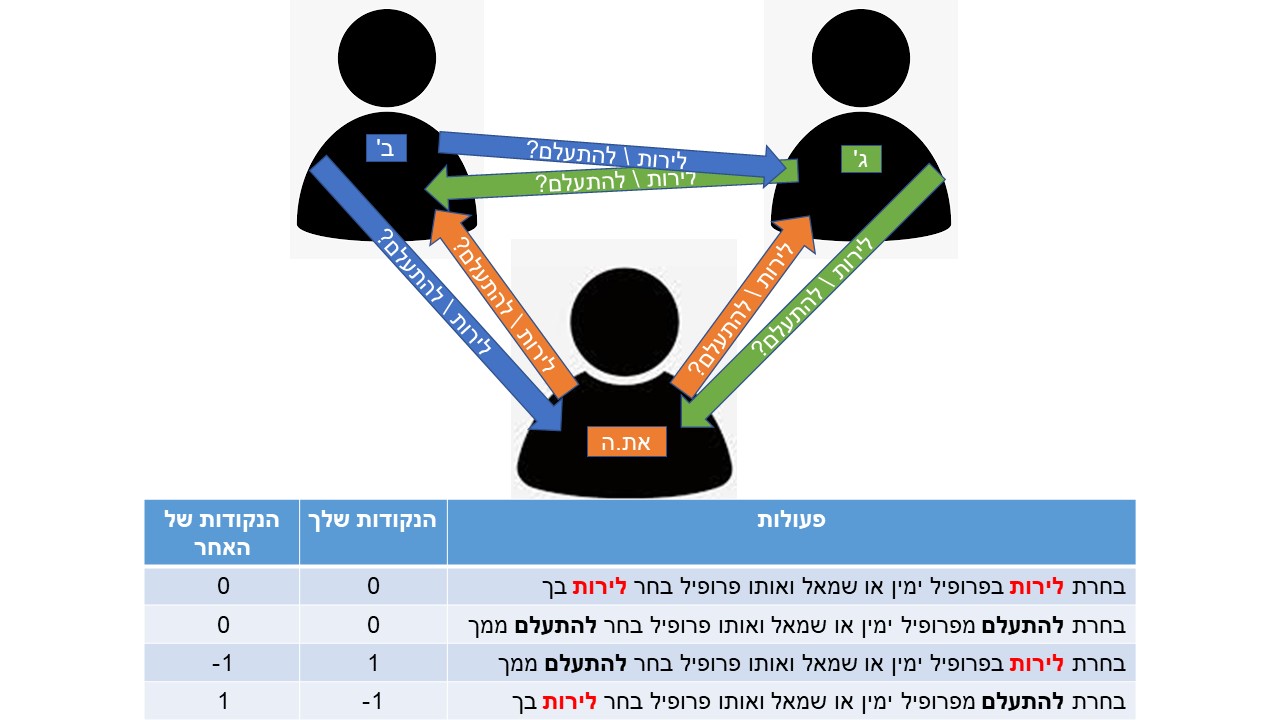 ב'
ג'
לירות \ להתעלם?
לירות \ להתעלם?
לירות \ להתעלם?
לירות \ להתעלם?
לירות \ להתעלם?
לירות \ להתעלם?
את.ה
פעולות
הנקודות שלך
הנקודות של
האחר
בחרת לירות בפרופיל ימין או שמאל ואותו פרופיל בחר לירות בך
0
0
בחרת להתעלם מפרופיל ימין או שמאל ואותו פרופיל בחר להתעלם ממך
0
0
בחרת לירות בפרופיל ימין או שמאל ואותו פרופיל בחר להתעלם ממך
1
-1
בחרת להתעלם מפרופיל ימין או שמאל ואותו פרופיל בחר לירות בך
-1
1